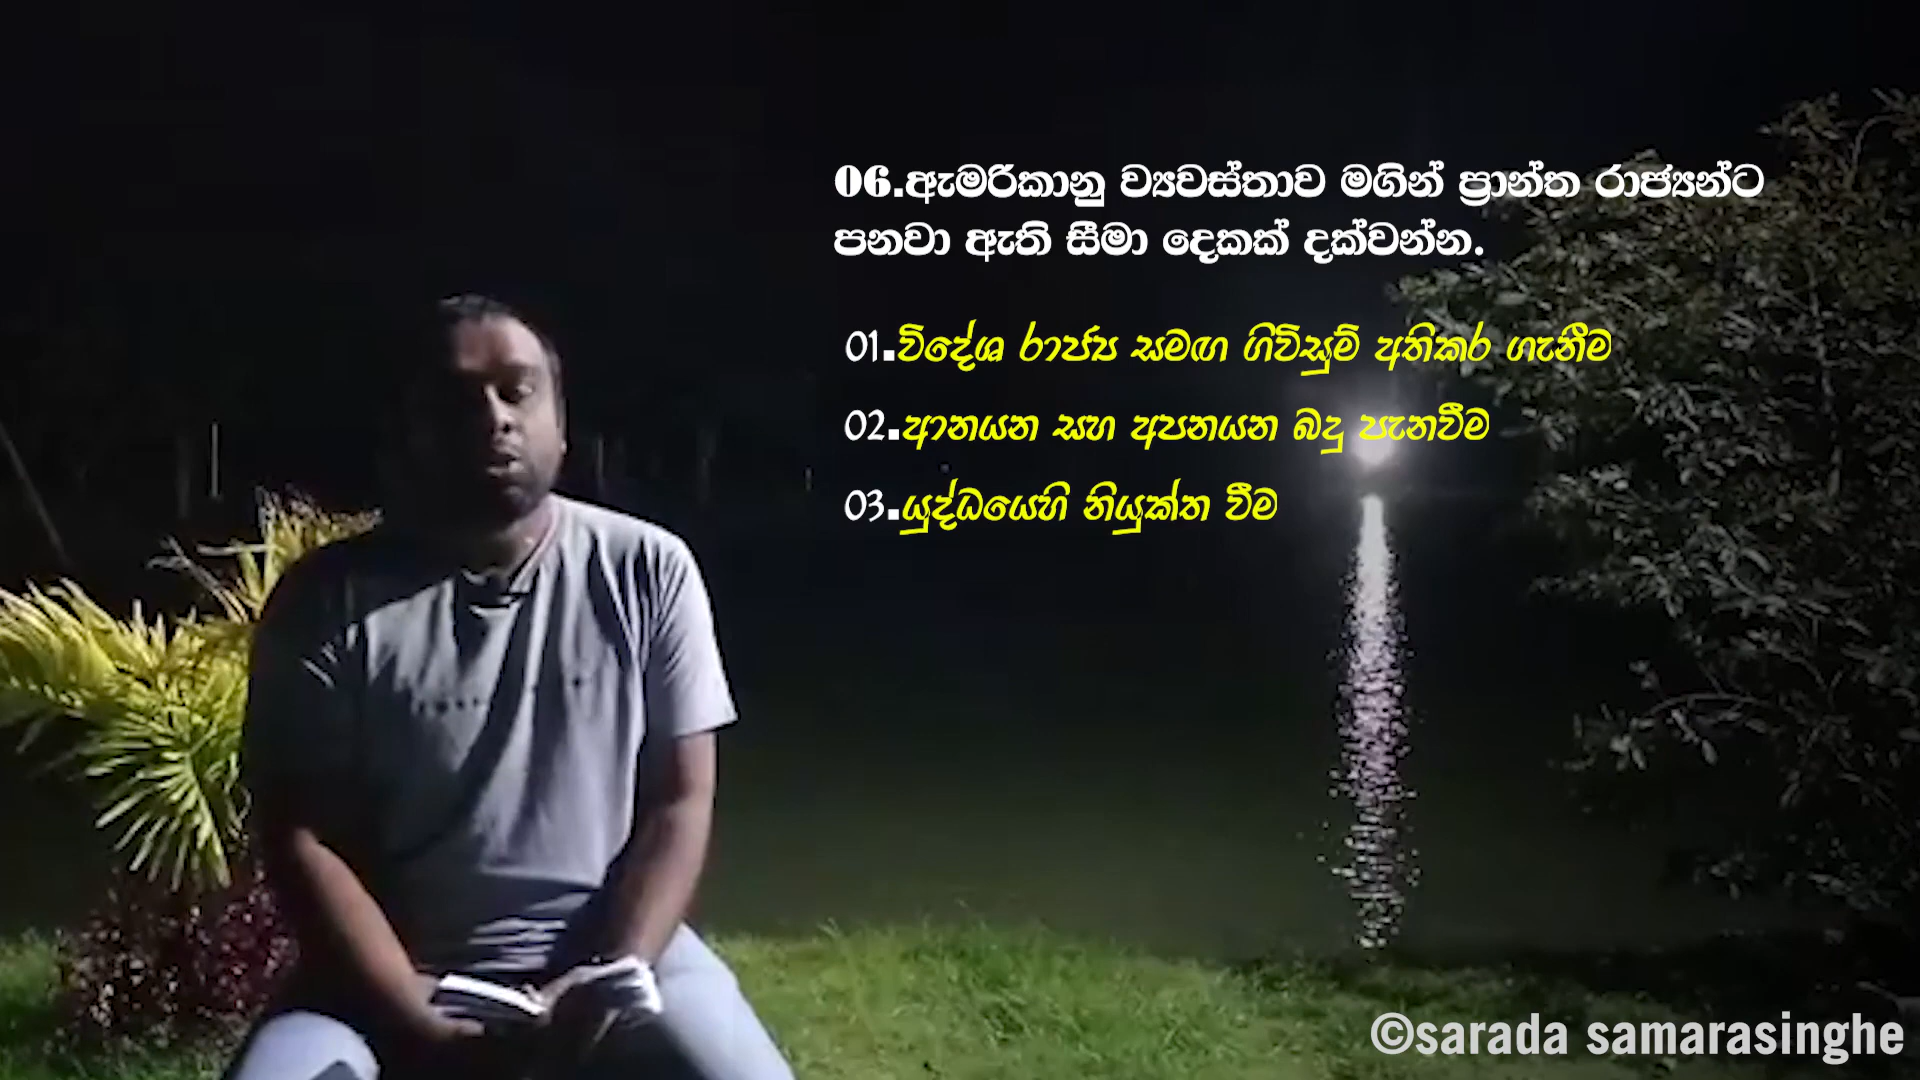 06.ඇමරිකානු ව්‍යවස්තාව මගින් ප්‍රාන්ත රාජ්‍යන්ට
පනවා ඇති සීමා දෙකක් දක්වන්න.
01.විදේශ රාජ්‍ය සමඟ ගිවිසුම් අතිකර ගැනීම
02.ආනයන සහ අපනයන බදු පැනවීම
03.යුද්ධයෙහි නියුක්ත වීම
©sarada samarasinghe